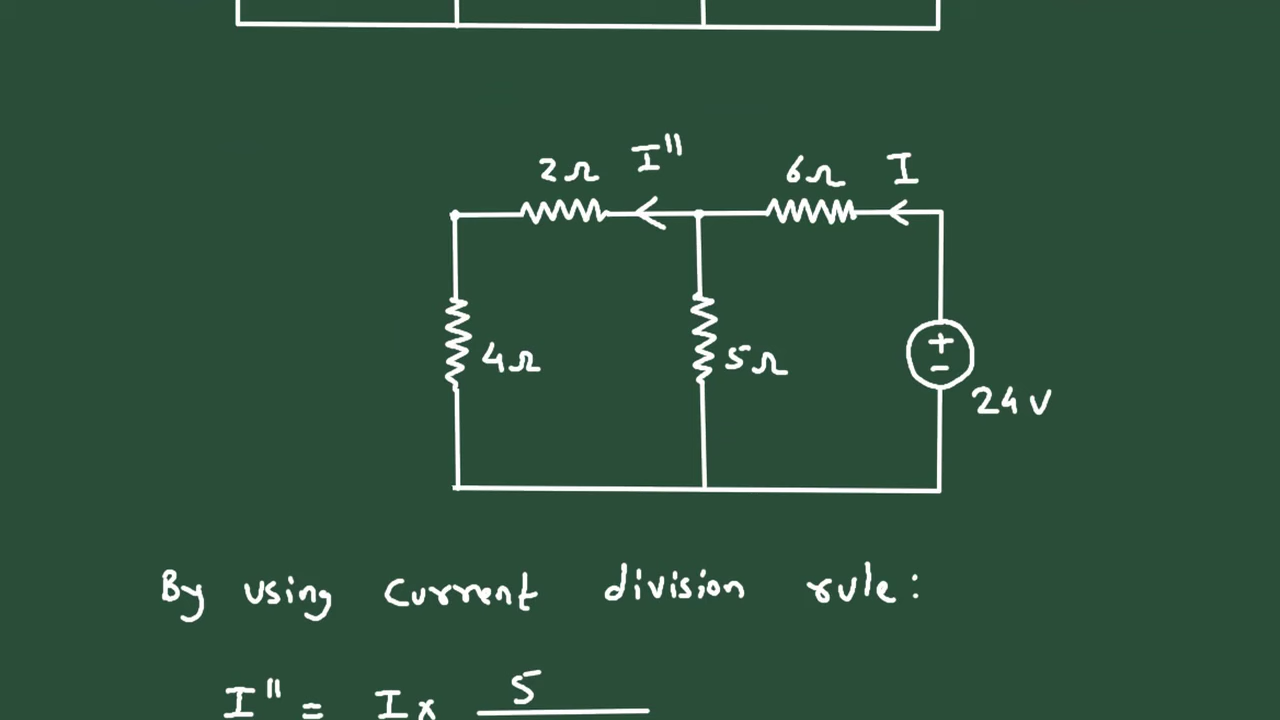 2Ω I" 6Ω I
4Ω 5Ω + -
24V
By using current division rule:
I" = I x 5